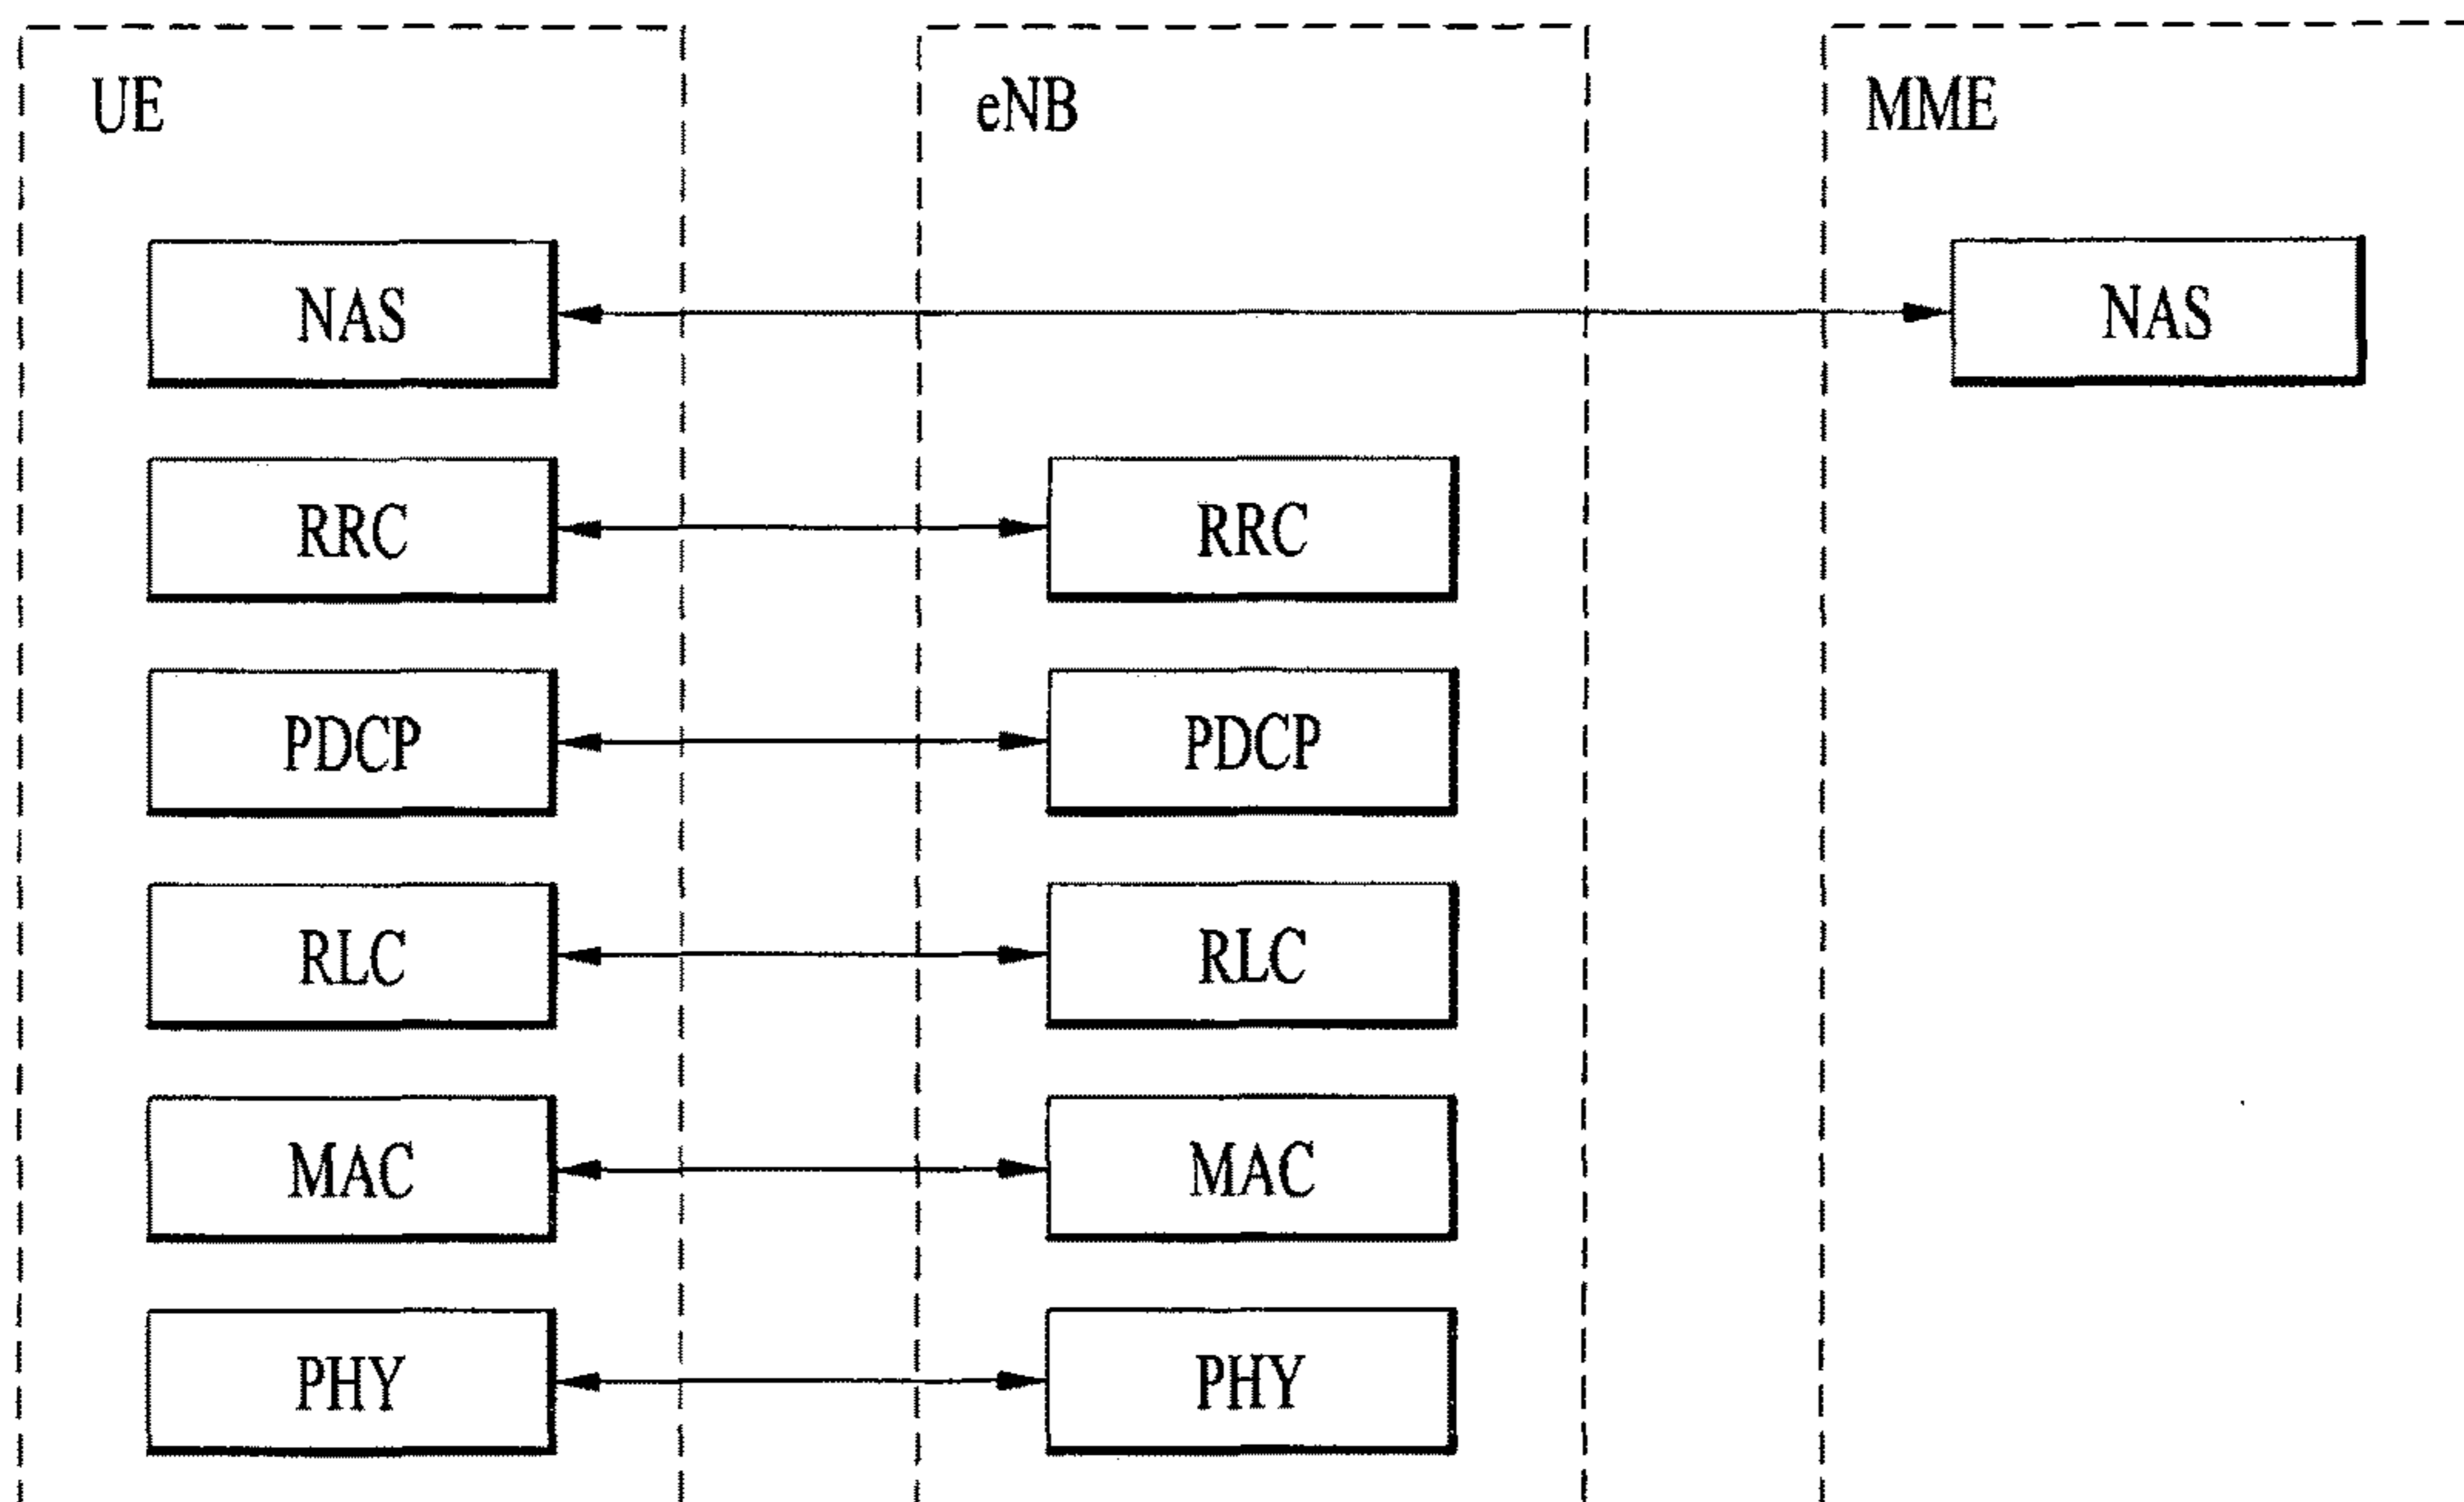 UE eNB MME
NAS NAS
RRC RRC
PDCP PDCP
RLC RLC
MAC MAC
PHY PHY